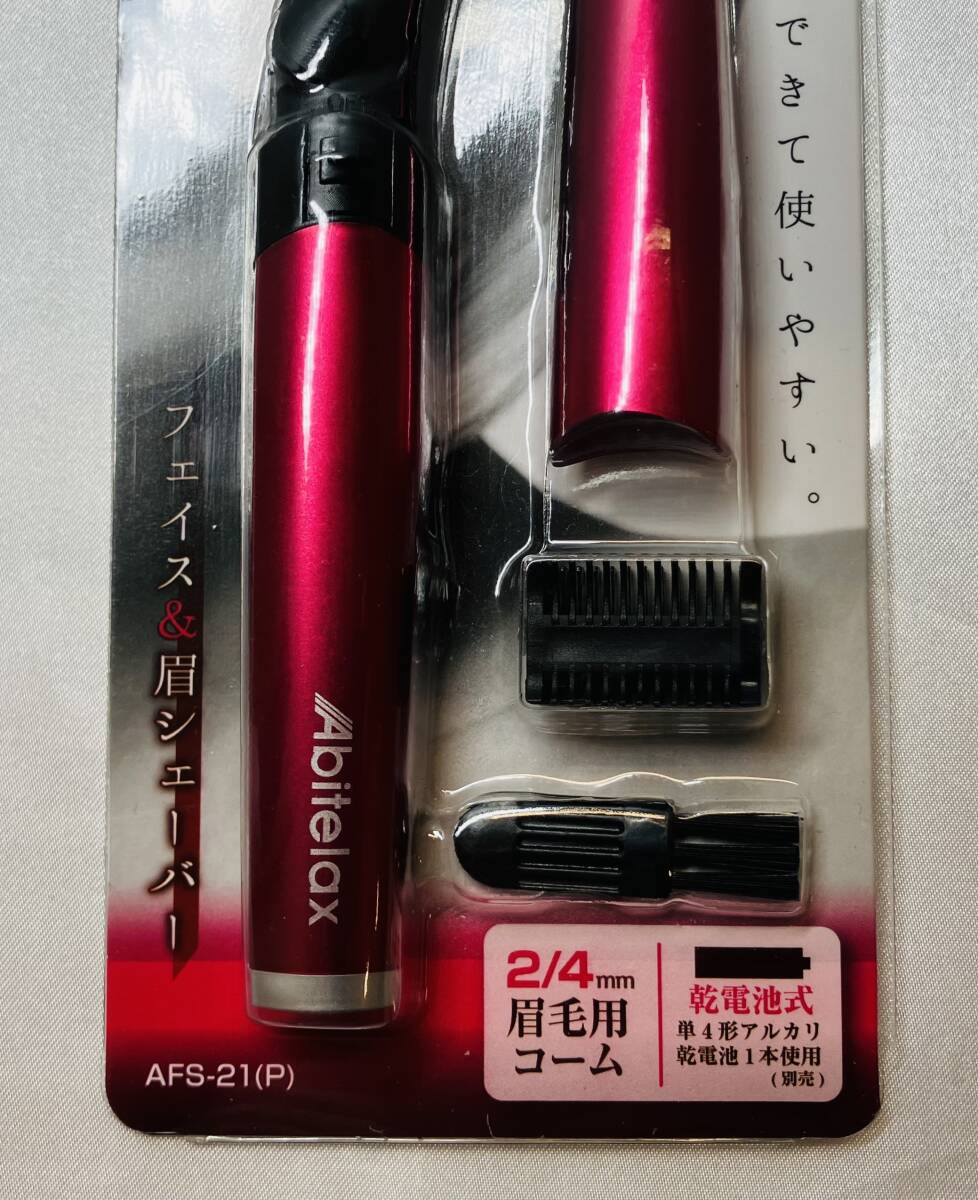 できて使いやすい。
フェイス&眉シェーバー
Abitelax
2/4mm
眉毛用
コーム
乾電池式
単4形アルカリ
乾電池1本使用
(別売)
AFS-21(P)